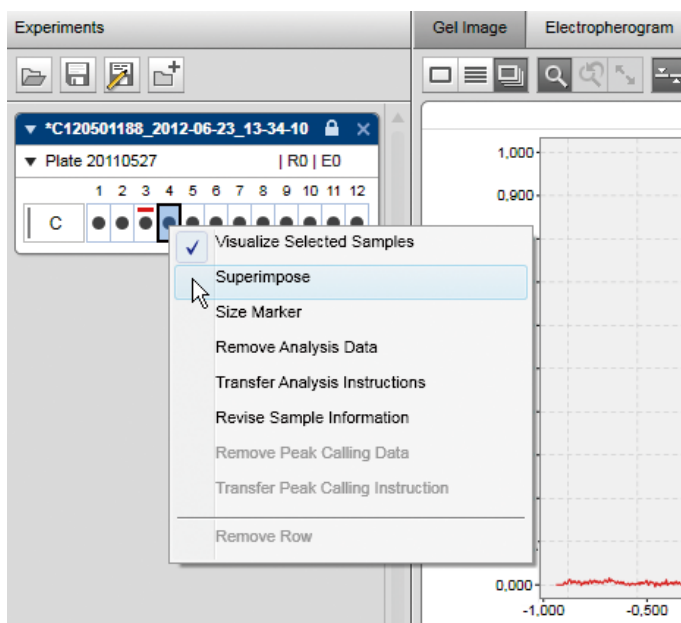 Experiments
Gel Image Electropherogram
*C120501188_2012-06-23_13-34-10
Plate 20110527 | R0 | E0
1 2 3 4 5 6 7 8 9 10 11 12
C
Visualize Selected Samples
Superimpose
Size Marker
Remove Analysis Data
Transfer Analysis Instructions
Revise Sample Information
Remove Peak Calling Data
Transfer Peak Calling Instruction
Remove Row
1,000
0,900
0,000
-1,000 -0,500